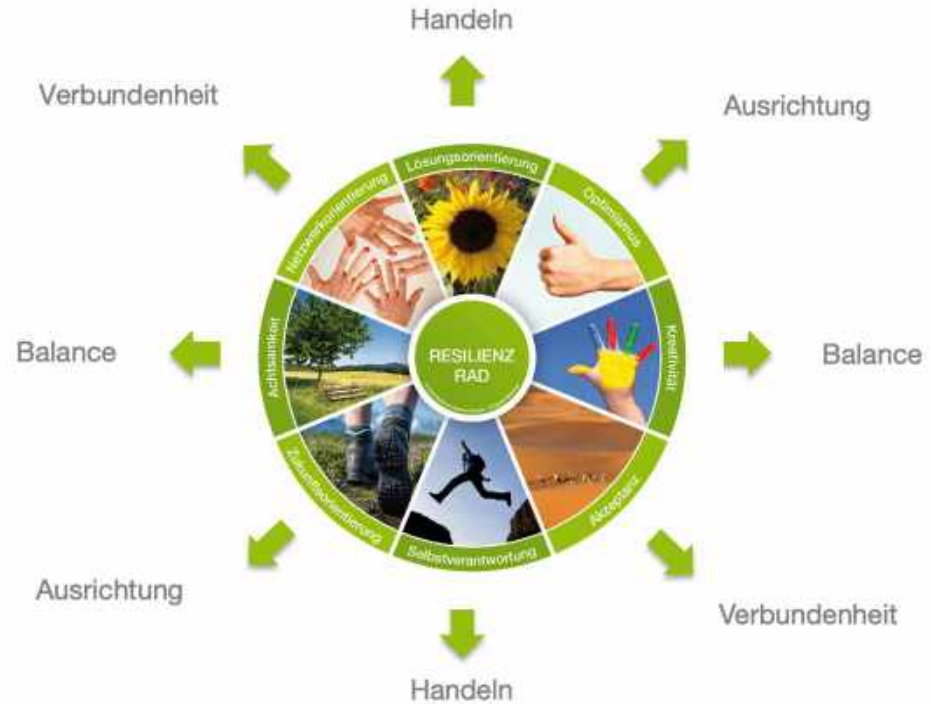 Handeln
Verbundenheit
Ausrichtung
Lösungsorientierung
Netzwerkorientierung
Optimismus
Achtsamkeit
RESILIENZ
RAD
Kreativität
Balance
Balance
Zukunftsorientierung
Akzeptanz
Selbstverantwortung
Ausrichtung
Verbundenheit
Handeln